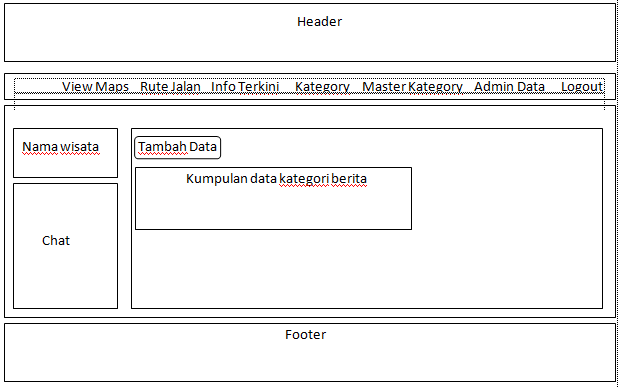 Header
View Maps Rute Jalan Info Terkini Kategory Master Kategory Admin Data Logout
Nama wisata
Tambah Data
Kumpulan data kategori berita
Chat
Footer